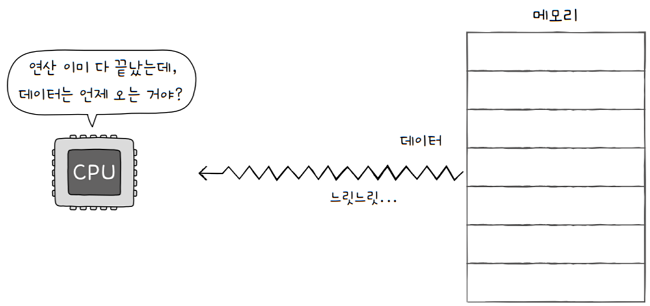 메모리
연산 이미 다 끝났는데,
데이터는 언제 오는 거야?
데이터
CPU
느릿느릿...